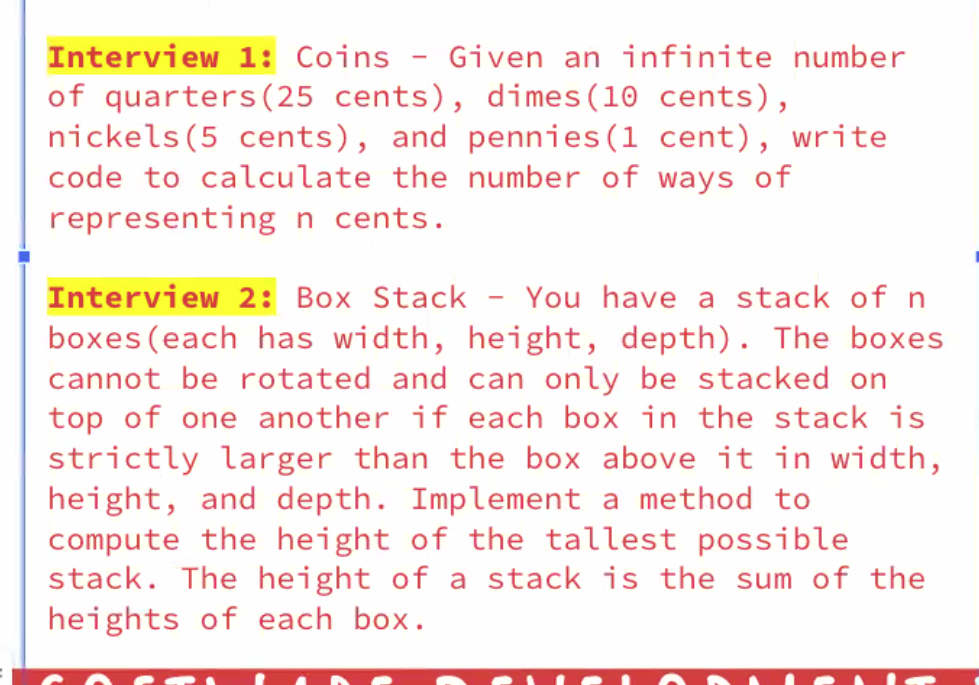 Interview 1: Coins - Given an infinite number
of quarters(25 cents), dimes(10 cents),
nickels(5 cents), and pennies(1 cent), write
code to calculate the number of ways of
representing n cents.
Interview 2: Box Stack - You have a stack of n
boxes(each has width, height, depth). The boxes
cannot be rotated and can only be stacked on
top of one another if each box in the stack is
strictly larger than the box above it in width,
height, and depth. Implement a method to
compute the height of the tallest possible
stack. The height of a stack is the sum of the
heights of each box.